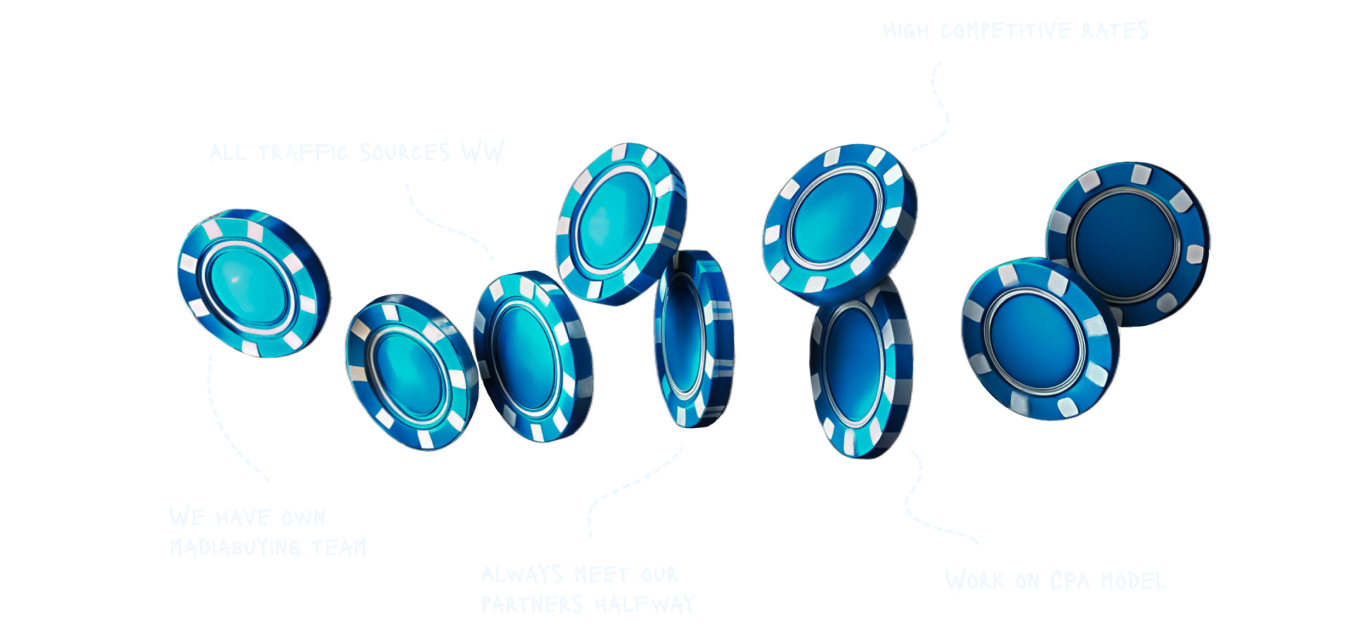 HIGH COMPETITIVE RATES
ALL TRAFFIC SOURCES WW
WE HAVE OWN
MADIABUYING TEAM
ALWAYS MEET OUR
PARTNERS HALFWAY
WORK ON CPA MODEL